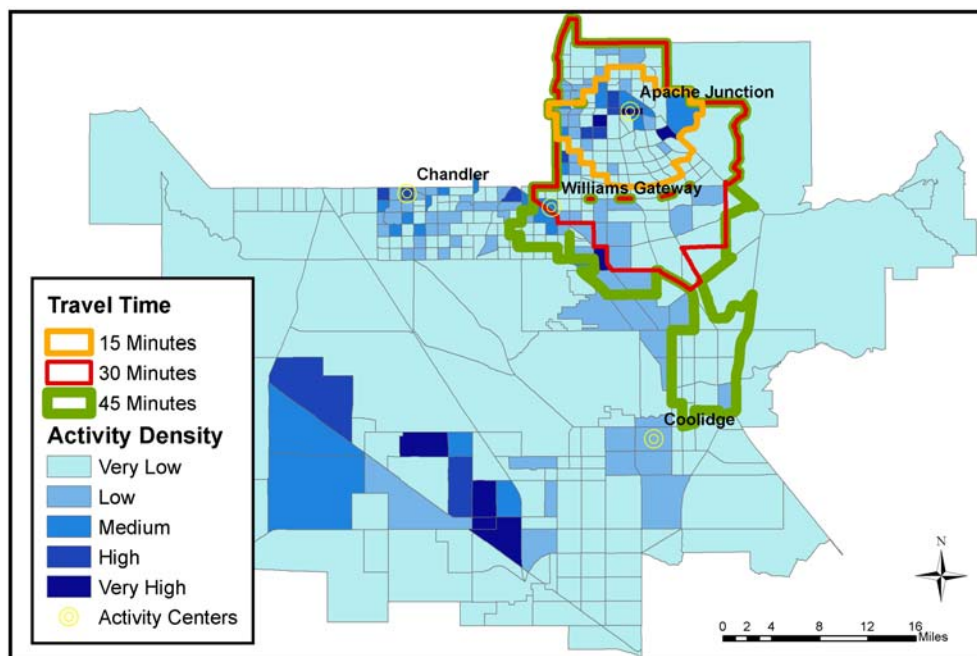 Apache Junction
Chandler
Williams Gateway
Coolidge
Travel Time
15 Minutes
30 Minutes
45 Minutes
Activity Density
Very Low
Low
Medium
High
Very High
Activity Centers
N
0 2 4 8 12 16
Miles